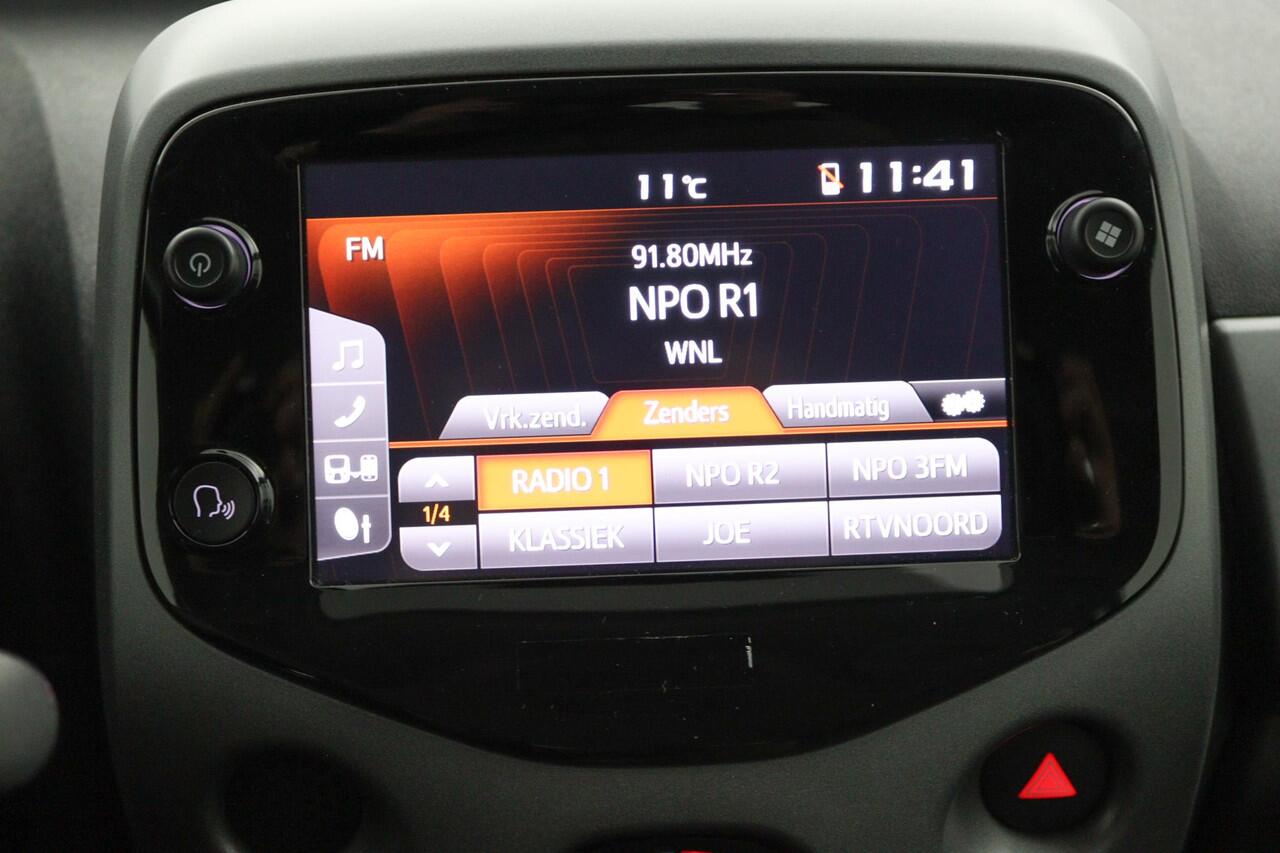 11°C 11:41
FM
91.80MHz
NPO R1
WNL
Vrk.zend. Zenders Handmatig
RADIO 1 NPO R2 NPO 3FM
1/4
KLASSIEK JOE RTVNOORD